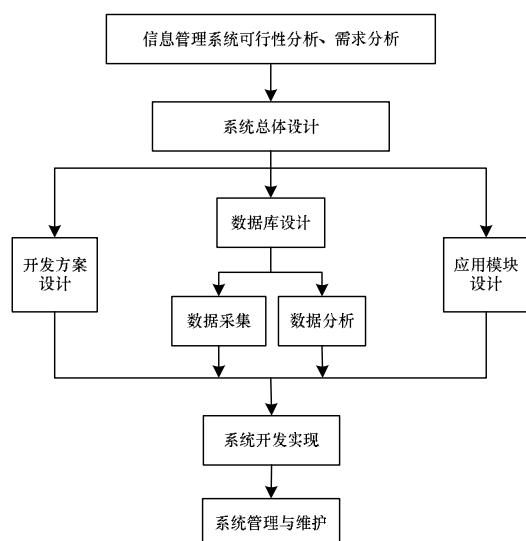 信息管理系统可行性分析、需求分析
系统总体设计
数据库设计
开发方案
设计
应用模块
设计
数据采集
数据分析
系统开发实现
系统管理与维护